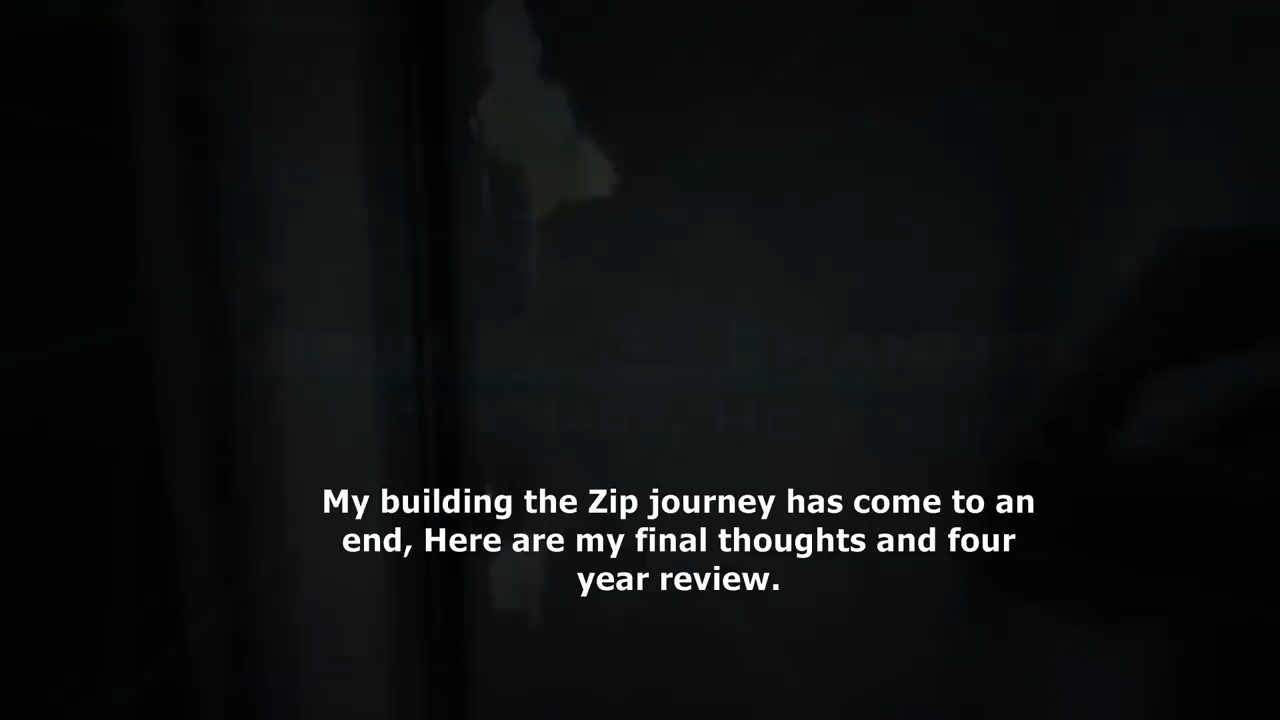 My building the Zip journey has come to an
end, Here are my final thoughts and four
year review.